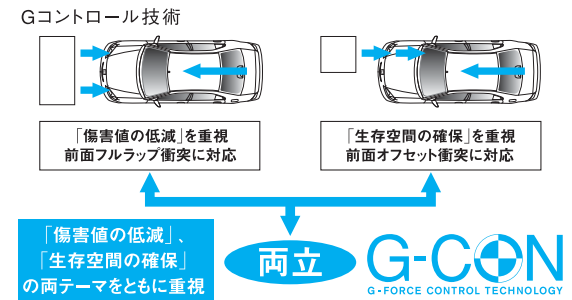 Gコントロール技術
「傷害値の低減」を重視
前面フルラップ衝突に対応
「生存空間の確保」を重視
前面オフセット衝突に対応
「傷害値の低減」、
「生存空間の確保」
の両テーマをともに重視
両立
G-CON
G-FORCE CONTROL TECHNOLOGY